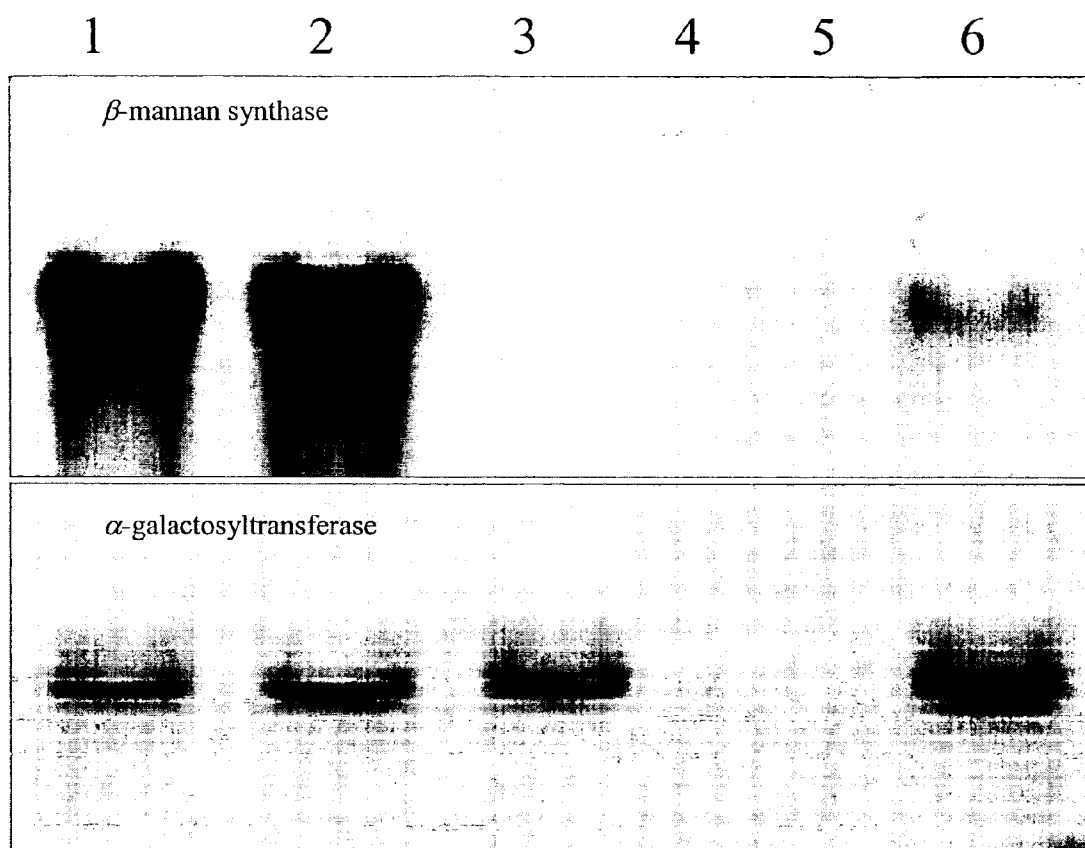 1 2 3 4 5 6
β-mannan synthase
α-galactosyltransferase